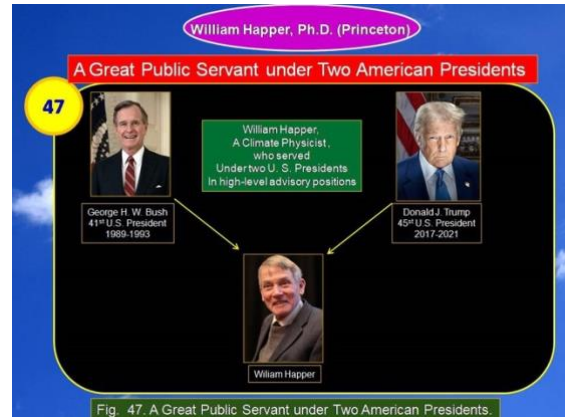 William Happer, Ph.D. (Princeton)
A Great Public Servant under Two American Presidents
47
William Happer,
A Climate Physicist,
who served
Under two U. S. Presidents
In high-level advisory positions
George H. W. Bush
41st U.S. President
1989-1993
Donald J. Trump
45st U.S. President
2017-2021
Wiliam Happer
Fig. 47. A Great Public Servant under Two American Presidents.